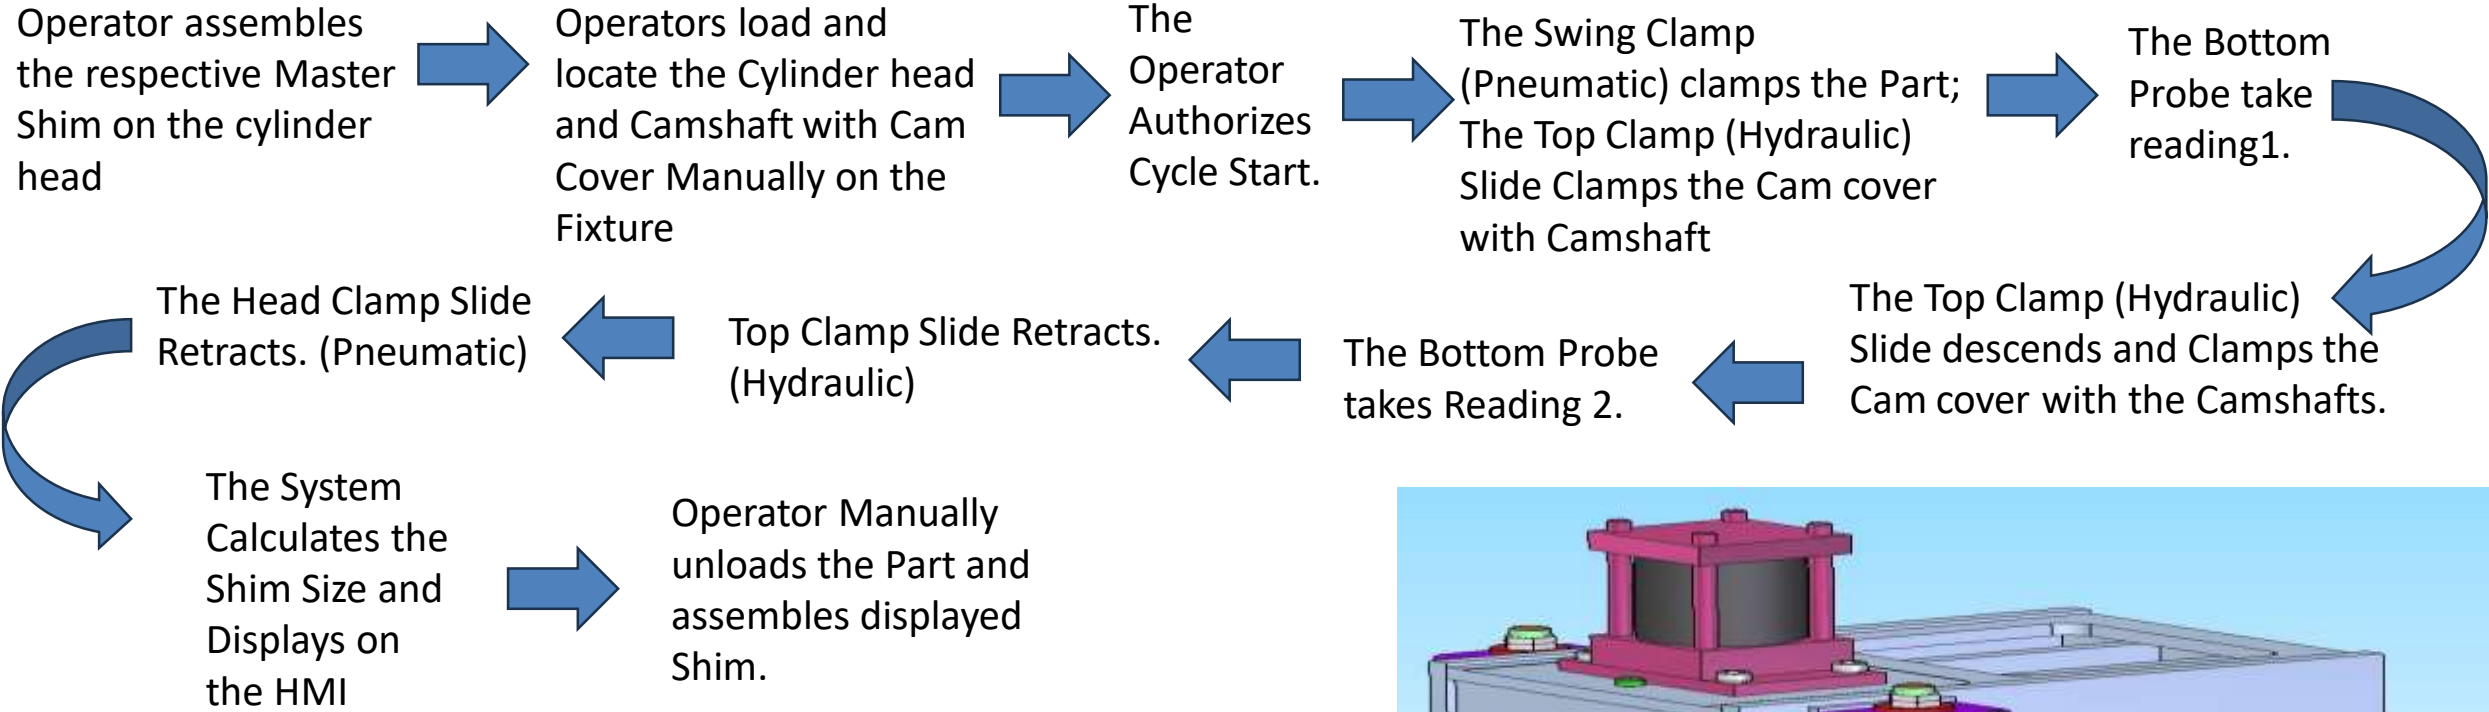 Operator assembles
the respective Master
Shim on the cylinder
head
Operators load and
locate the Cylinder head
and Camshaft with Cam
Cover Manually on the
Fixture
The
Operator
Authorizes
Cycle Start.
The Swing Clamp
(Pneumatic) clamps the Part;
The Top Clamp (Hydraulic)
Slide Clamps the Cam cover
with Camshaft
The Bottom
Probe take
reading1.
The Top Clamp (Hydraulic)
Slide descends and Clamps the
Cam cover with the Camshafts.
The Bottom Probe
takes Reading 2.
Top Clamp Slide Retracts.
(Hydraulic)
The Head Clamp Slide
Retracts. (Pneumatic)
The System
Calculates the
Shim Size and
Displays on
the HMI
Operator Manually
unloads the Part and
assembles displayed
Shim.